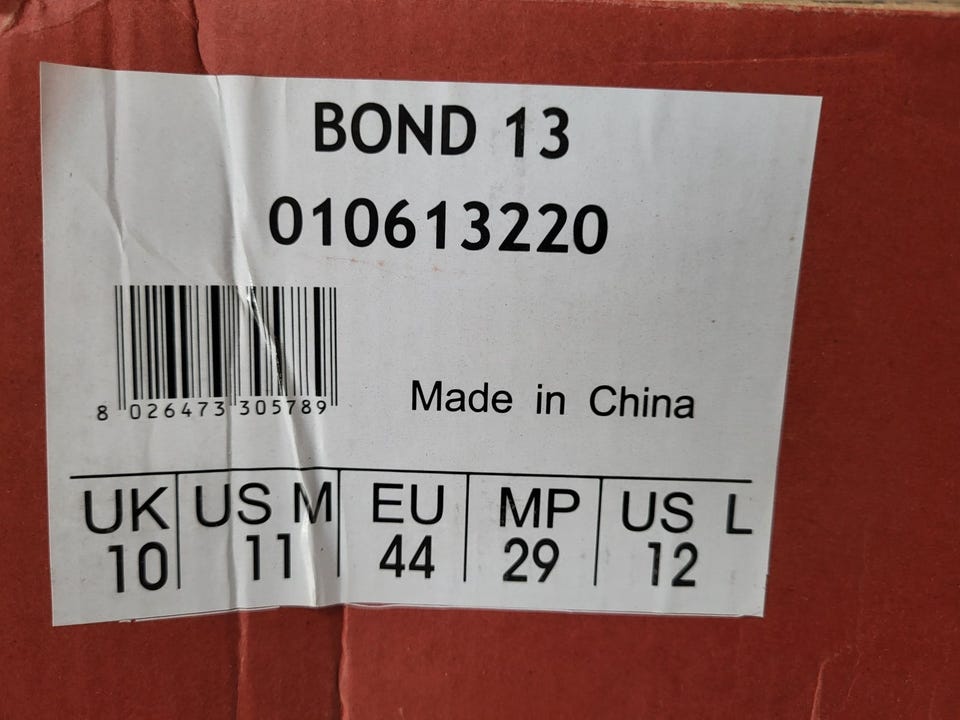 BOND 13
010613220
8 026473 305789
Made in China
UK US M EU MP US L
10 11 44 29 12